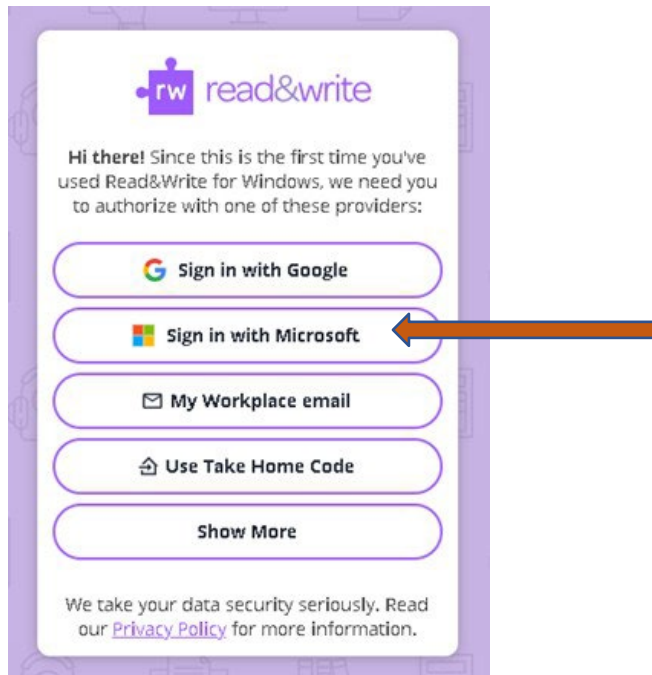 rw read&write
Hi there! Since this is the first time you've
used Read&Write for Windows, we need you
to authorize with one of these providers:
Sign in with Google
Sign in with Microsoft
My Workplace email
Use Take Home Code
Show More
We take your data security seriously. Read
our Privacy Policy for more information.